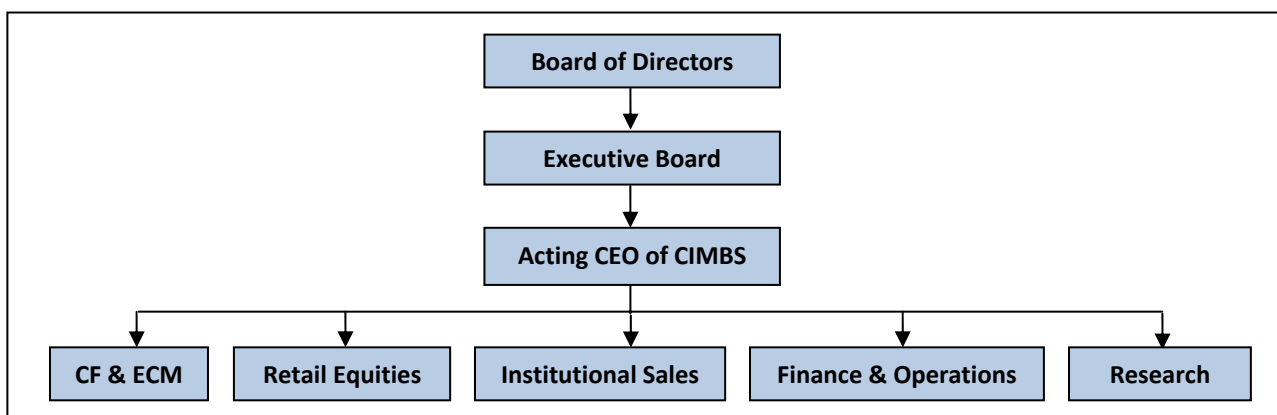 Board of Directors
Executive Board
Acting CEO of CIMBS
CF & ECM
Retail Equities
Institutional Sales
Finance & Operations
Research